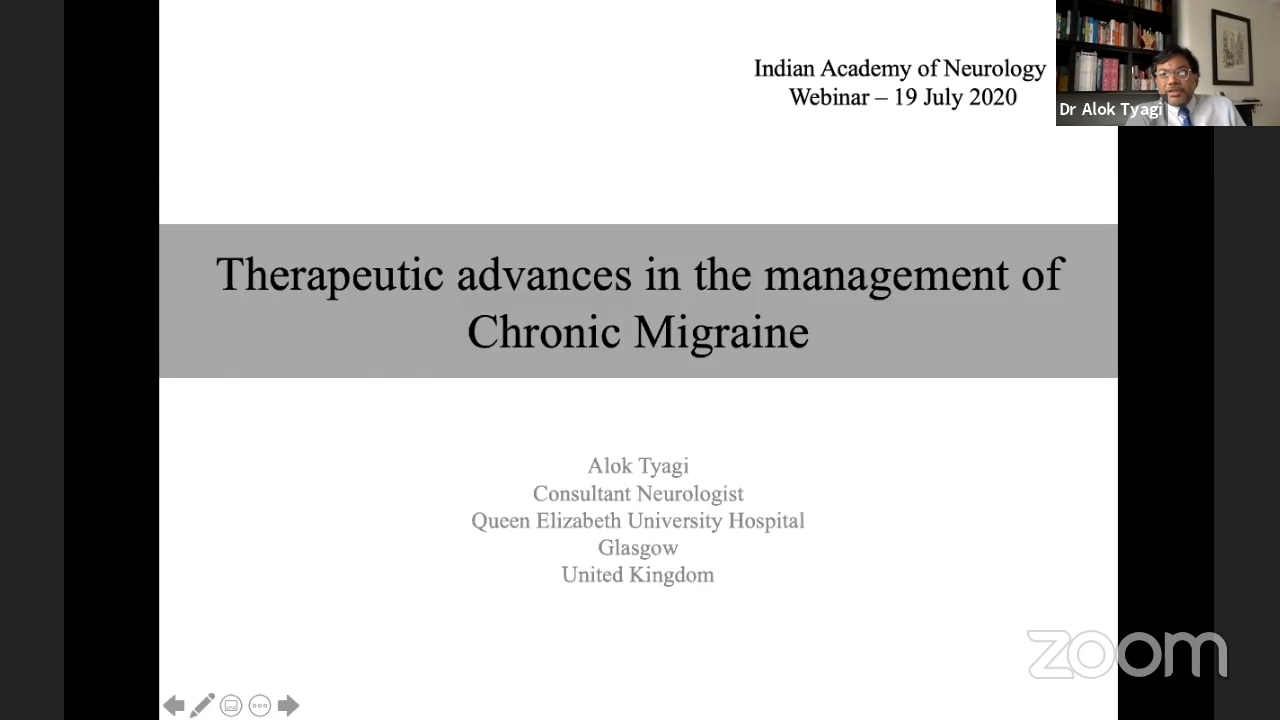 Indian Academy of Neurology
Webinar – 19 July 2020
Dr Alok Tyagi
Therapeutic advances in the management of
Chronic Migraine
Alok Tyagi
Consultant Neurologist
Queen Elizabeth University Hospital
Glasgow
United Kingdom
zoom